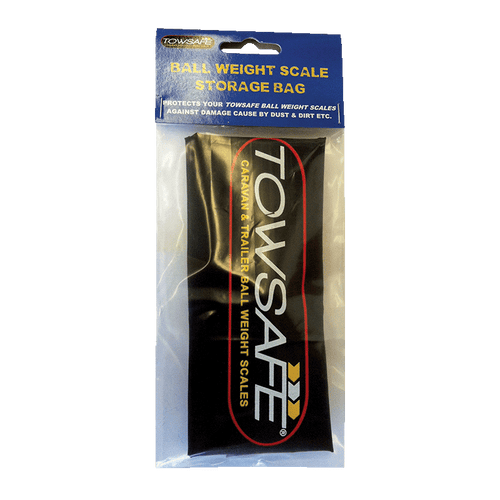 TOWSAFE
BALL WEIGHT SCALE
STORAGE BAG
PROTECTS YOUR TOWSAFE BALL WEIGHT SCALES
AGAINST DAMAGE CAUSE BY DUST & DIRT ETC.
TOWSAFE®
CARAVAN & TRAILER BALL WEIGHT SCALES